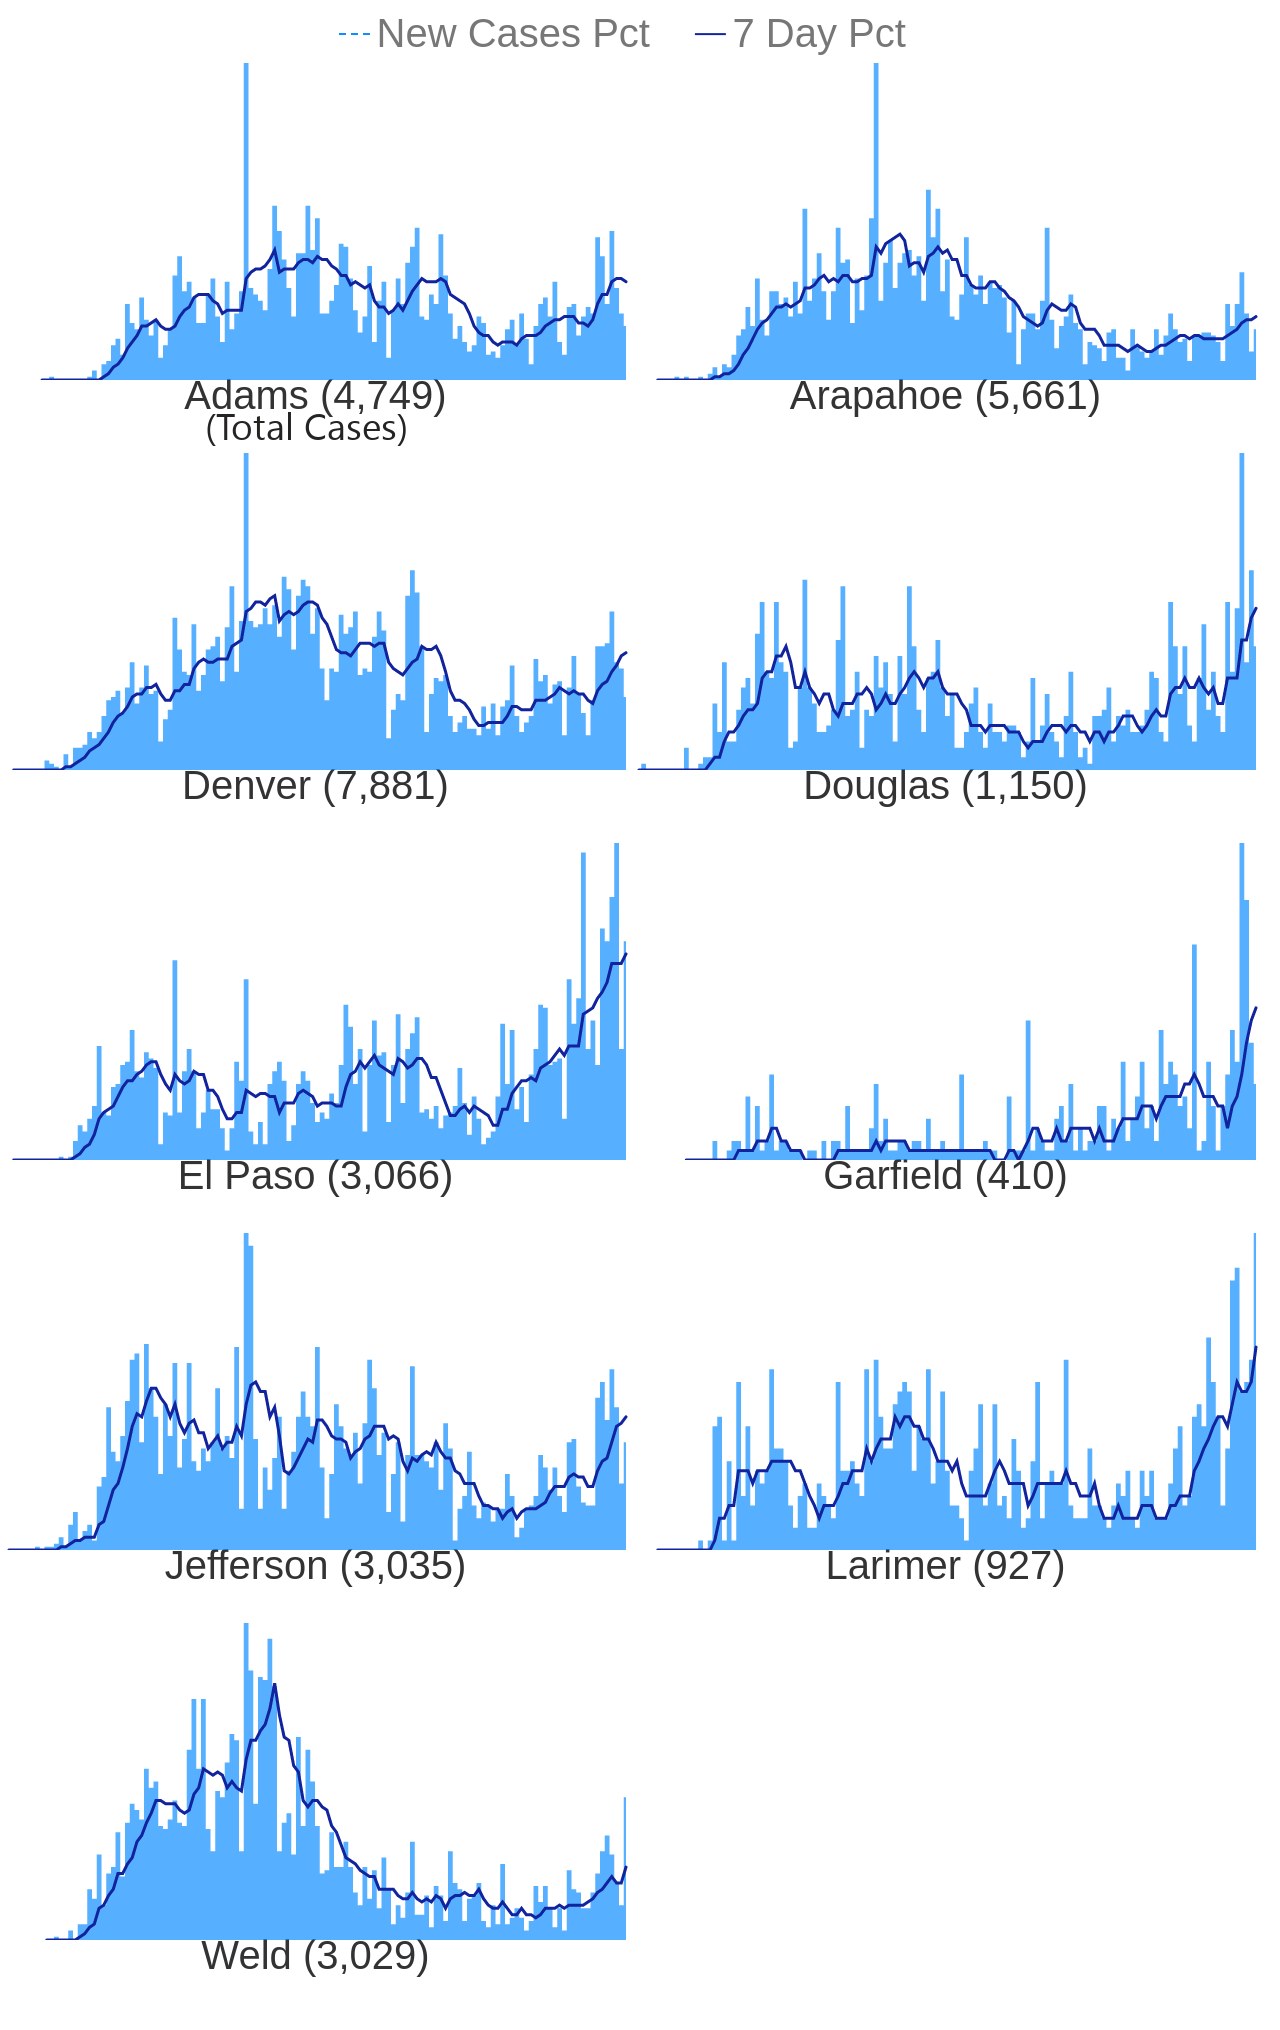 New Cases Pct 7 Day Pct
Adams (4,749) Arapahoe (5,661)
(Total Cases)
Denver (7,881) Douglas (1,150)
El Paso (3,066) Garfield (410)
Jefferson (3,035) Larimer (927)
Weld (3,029)